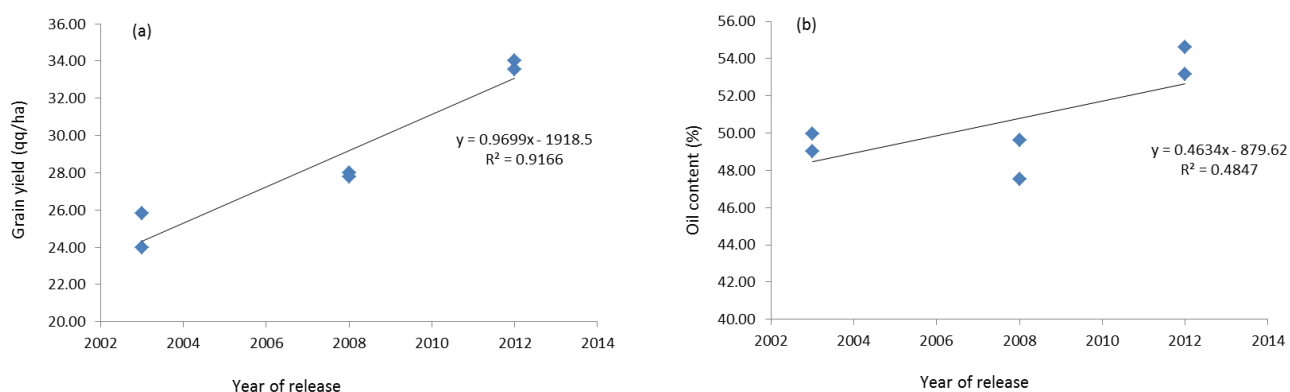 (a)
36.00
34.00
32.00
30.00
28.00
26.00
24.00
22.00
20.00
Grain yield (qq/ha)
y = 0.9699x - 1918.5
R² = 0.9166
2002 2004 2006 2008 2010 2012 2014
Year of release
(b)
56.00
54.00
52.00
50.00
48.00
46.00
44.00
42.00
40.00
Oil content (%)
y = 0.4634x - 879.62
R² = 0.4847
2002 2004 2006 2008 2010 2012 2014
Year of release